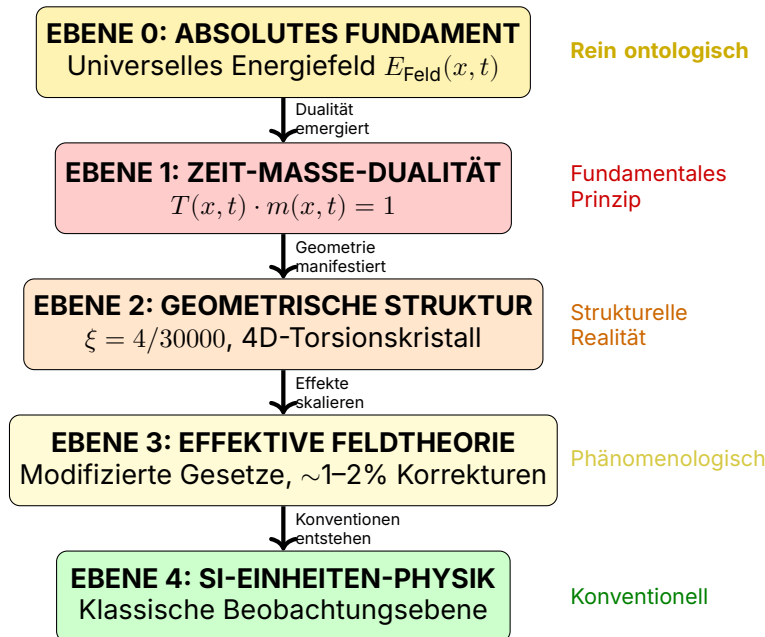 EBENE 0: ABSOLUTES FUNDAMENT
Universelles Energiefeld E_Feld(x, t)
Rein ontologisch
Dualität
emergiert
EBENE 1: ZEIT-MASSE-DUALITÄT
T(x, t) · m(x, t) = 1
Fundamentales
Prinzip
Geometrie
manifestiert
EBENE 2: GEOMETRISCHE STRUKTUR
ξ = 4/30000, 4D-Torsionskristall
Strukturelle
Realität
Effekte
skalieren
EBENE 3: EFFEKTIVE FELDTHEORIE
Modifizierte Gesetze, ~1–2% Korrekturen
Phänomenologisch
Konventionen
entstehen
EBENE 4: SI-EINHEITEN-PHYSIK
Klassische Beobachtungsebene
Konventionell